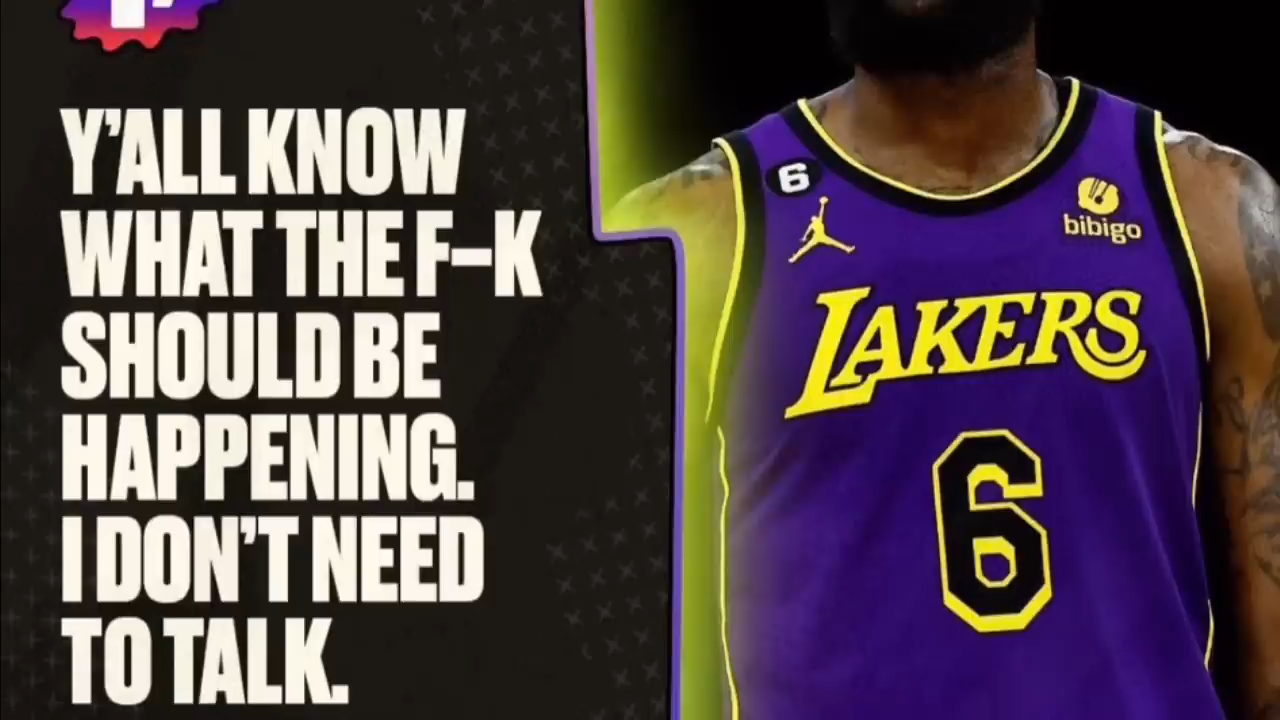 Y'ALL KNOW
WHAT THE F–K
SHOULD BE
HAPPENING.
I DON'T NEED
TO TALK.
6
bibigo
LAKERS
6